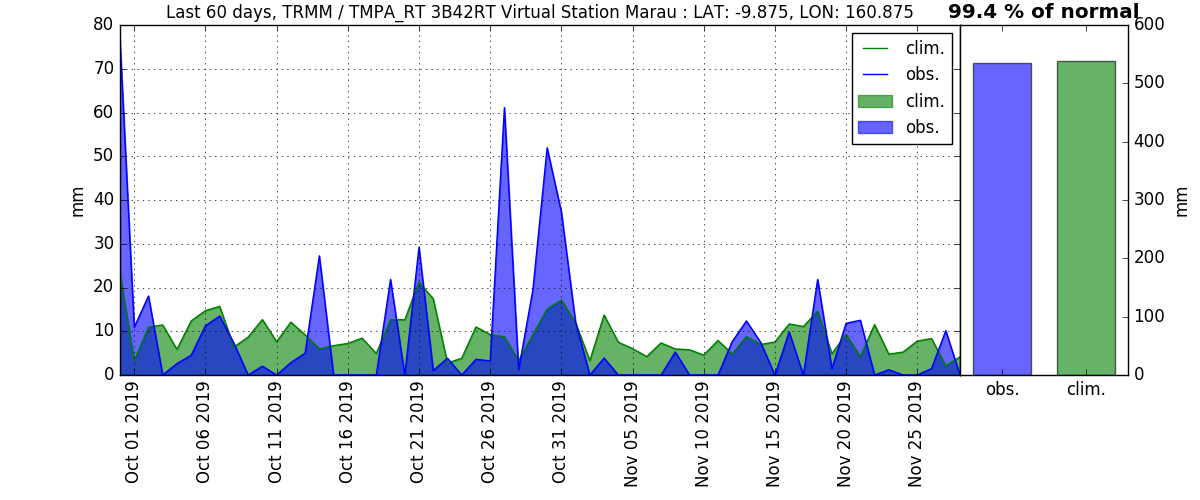 Last 60 days, TRMM / TMPA_RT 3B42RT Virtual Station Marau : LAT: -9.875, LON: 160.875
99.4 % of normal
80
70
60
50
40
30
20
10
0
mm
clim.
obs.
clim.
obs.
600
500
400
300
200
100
0
mm
obs.
clim.
Oct 01 2019
Oct 06 2019
Oct 11 2019
Oct 16 2019
Oct 21 2019
Oct 26 2019
Oct 31 2019
Nov 05 2019
Nov 10 2019
Nov 15 2019
Nov 20 2019
Nov 25 2019